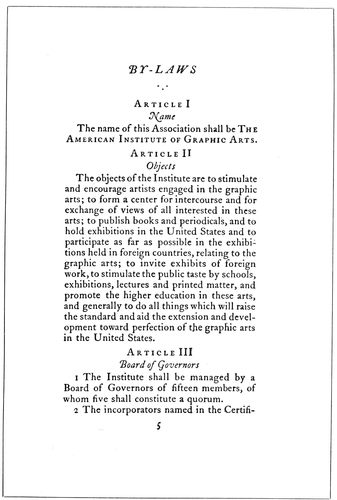 BY-LAWS
ARTICLE I
Name
The name of this Association shall be THE
AMERICAN INSTITUTE OF GRAPHIC ARTS.
ARTICLE II
Objects
The objects of the Institute are to stimulate
and encourage artists engaged in the graphic
arts; to form a center for intercourse and for
exchange of views of all interested in these
arts; to publish books and periodicals, and to
hold exhibitions in the United States and to
participate as far as possible in the exhibi-
tions held in foreign countries, relating to the
graphic arts; to invite exhibits of foreign
work, to stimulate the public taste by schools,
exhibitions, lectures and printed matter, and
promote the higher education in these arts,
and generally to do all things which will raise
the standard and aid the extension and devel-
opment toward perfection of the graphic arts
in the United States.
ARTICLE III
Board of Governors
1 The Institute shall be managed by a
Board of Governors of fifteen members, of
whom five shall constitute a quorum.
2 The incorporators named in the Certifi-
5